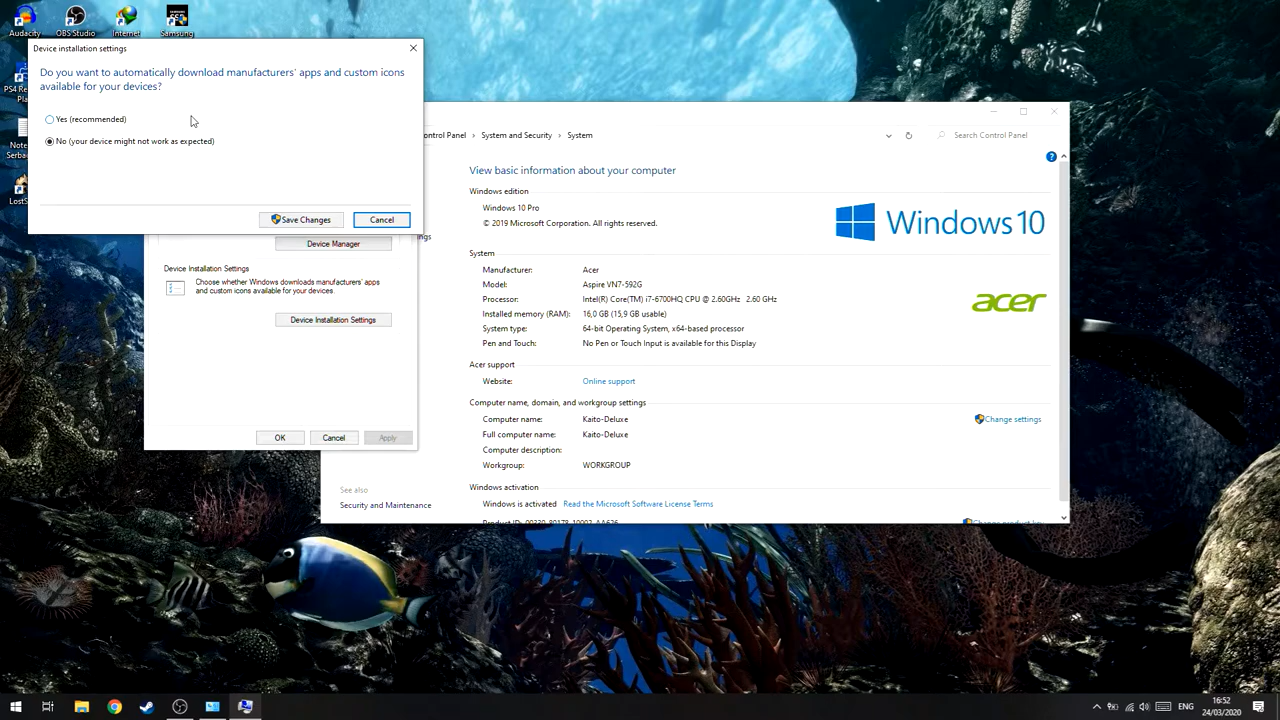 Audacity
OBS Studio
Internet
Samsung
Device installation settings
Do you want to automatically download manufacturers' apps and custom icons
available for your devices?
Yes (recommended)
No (your device might not work as expected)
Save Changes
Cancel
PS4 Re
Pla
Note
Serba
LostS
Device Manager
Device Installation Settings
Choose whether Windows downloads manufacturers' apps
and custom icons available for your devices.
Device Installation Settings
OK
Cancel
Apply
ontrol Panel > System and Security > System
Search Control Panel
ngs
View basic information about your computer
Windows edition
Windows 10 Pro
© 2019 Microsoft Corporation. All rights reserved.
Windows 10
System
Manufacturer: Acer
Model: Aspire VN7-592G
Processor: Intel(R) Core(TM) i7-6700HQ CPU @ 2.60GHz 2.60 GHz
Installed memory (RAM): 16,0 GB (15,9 GB usable)
System type: 64-bit Operating System, x64-based processor
Pen and Touch: No Pen or Touch Input is available for this Display
acer
Acer support
Website: Online support
Computer name, domain, and workgroup settings
Computer name: Kaito-Deluxe
Change settings
Full computer name: Kaito-Deluxe
Computer description:
Workgroup: WORKGROUP
Windows activation
Windows is activated Read the Microsoft Software License Terms
See also
Security and Maintenance
ENG
16:52
24/03/2020